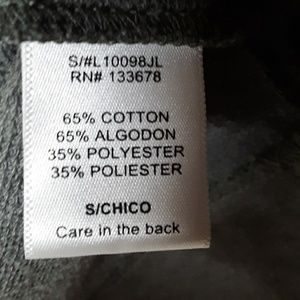 S/#L10098JL
RN# 133678
65% COTTON
65% ALGODON
35% POLYESTER
35% POLIESTER
S/CHICO
Care in the back